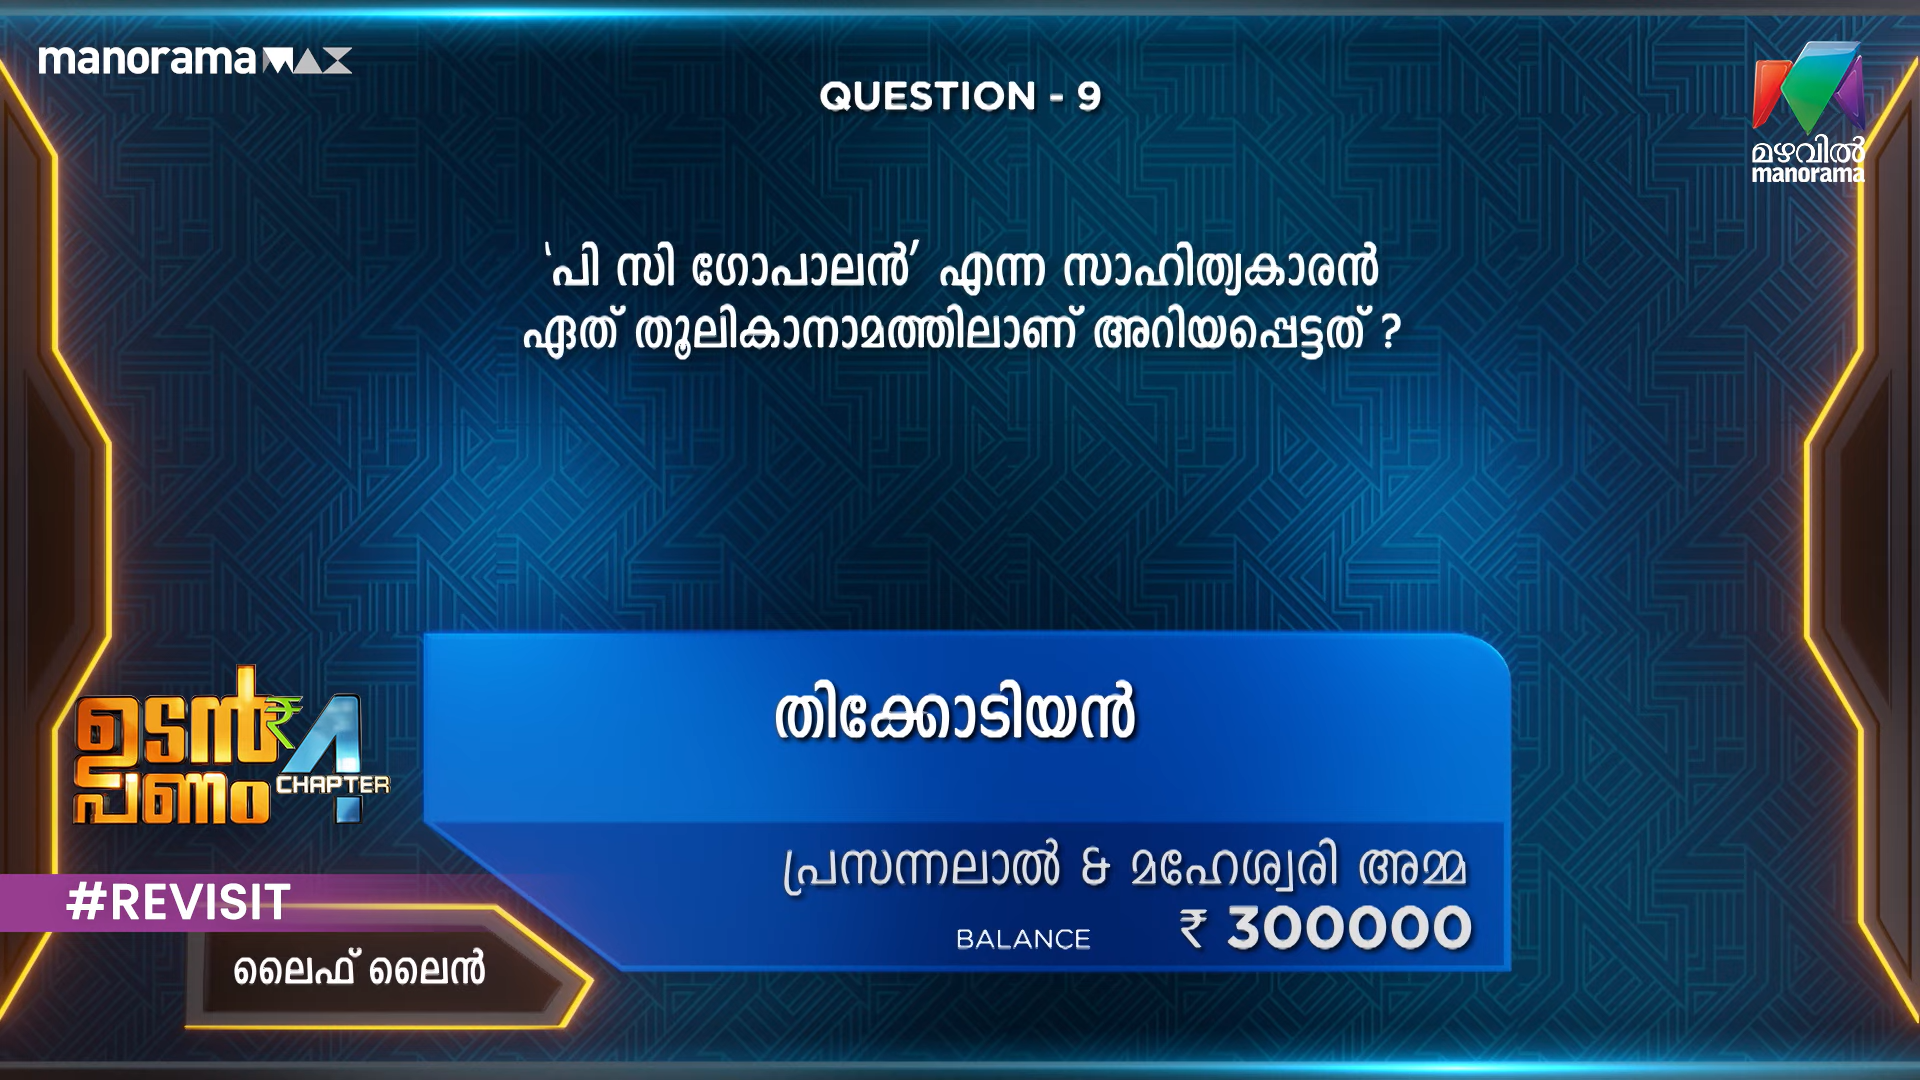 manorama MAX
QUESTION - 9
മഴവിൽ
manorama
‘പി സി ഗോപാലൻ’ എന്ന സാഹിത്യകാരൻ
ഏത് തൂലികാനാമത്തിലാണ് അറിയപ്പെട്ടത് ?
തിക്കോടിയൻ
ഉടൻ
പണം
CHAPTER 4
പ്രസന്നലാൽ & മഹേശ്വരി അമ്മ
BALANCE ₹ 300000
#REVISIT
ലൈഫ് ലൈൻ